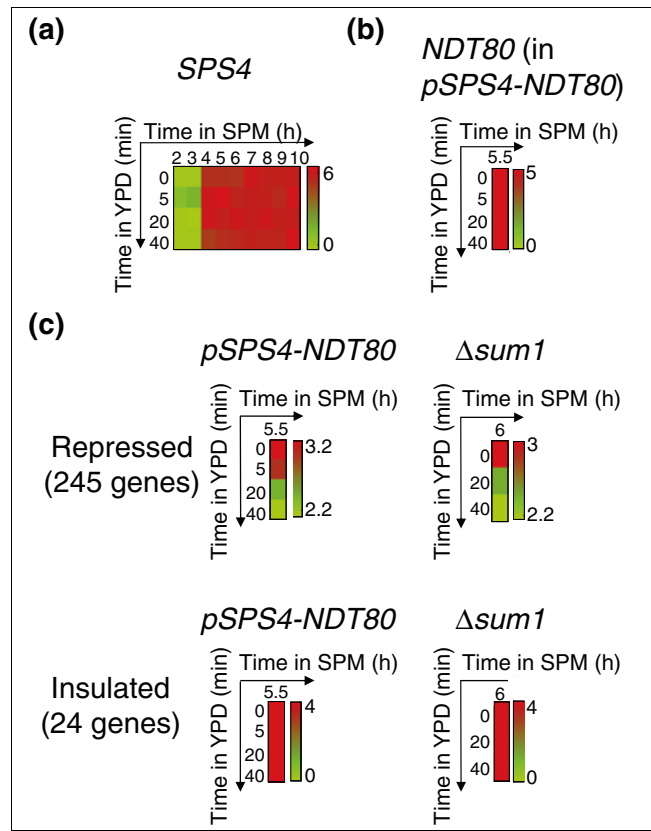 (a)
SPS4
Time in SPM (h)
2 3 4 5 6 7 8 9 10
Time in YPD (min)
0
5
20
40
6
0
(b)
NDT80 (in
pSPS4-NDT80)
Time in SPM (h)
5.5
Time in YPD (min)
0
5
20
40
5
0
(c)
Repressed
(245 genes)
pSPS4-NDT80
Time in SPM (h)
5.5
Time in YPD (min)
0
5
20
40
3.2
2.2
Δsum1
Time in SPM (h)
6
Time in YPD (min)
0
20
40
3
2.2
Insulated
(24 genes)
pSPS4-NDT80
Time in SPM (h)
5.5
Time in YPD (min)
0
20
40
4
0
Δsum1
Time in SPM (h)
6
Time in YPD (min)
0
20
40
4
0